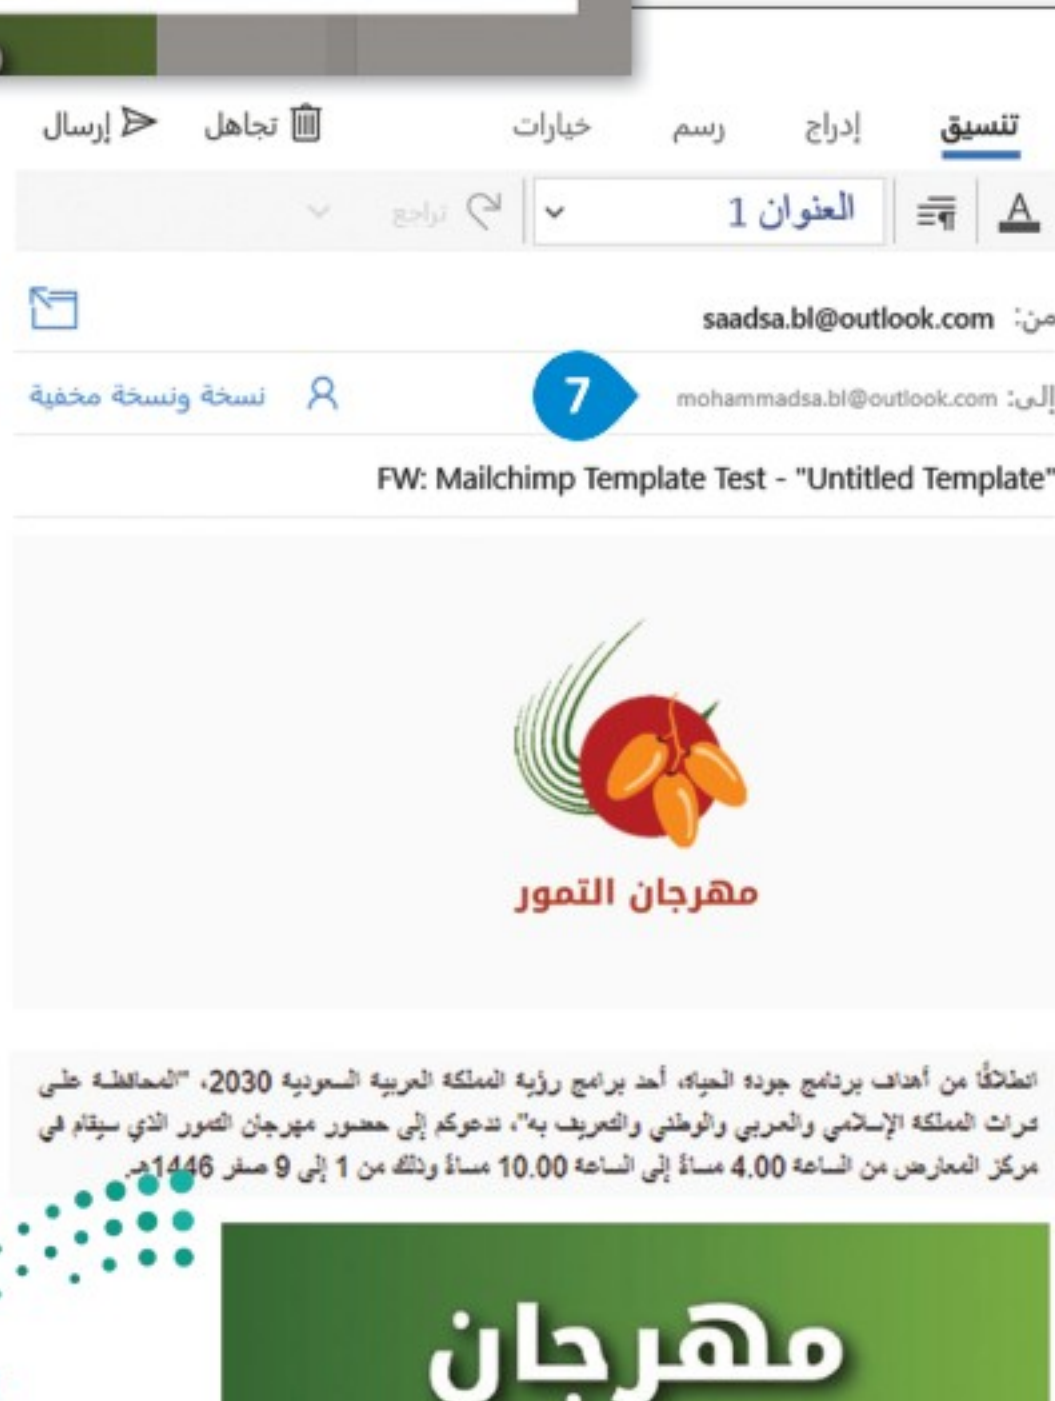 تنسيق إدراج رسم خيارات تجاهل إرسال
العنوان 1 تراجع
من: saadsa.bl@outlook.com
إلى: mohammadsa.bl@outlook.com 7 نسخة ونسخة مخفية
FW: Mailchimp Template Test - "Untitled Template"
مهرجان التمور
انطلاقًا من أهداف برنامج جودة الحياة، أحد برامج رؤية المملكة العربية السعودية 2030، "المحافظة على
تراث المملكة الإسلامي والعربي والوطني والتعريف به"، ندعوكم إلى حضور مهرجان التمور الذي سيقام في
مركز المعارض من الساعة 4.00 مساءً إلى الساعة 10.00 مساءً وذلك من 1 إلى 9 صفر 1446هـ.
مهرجان